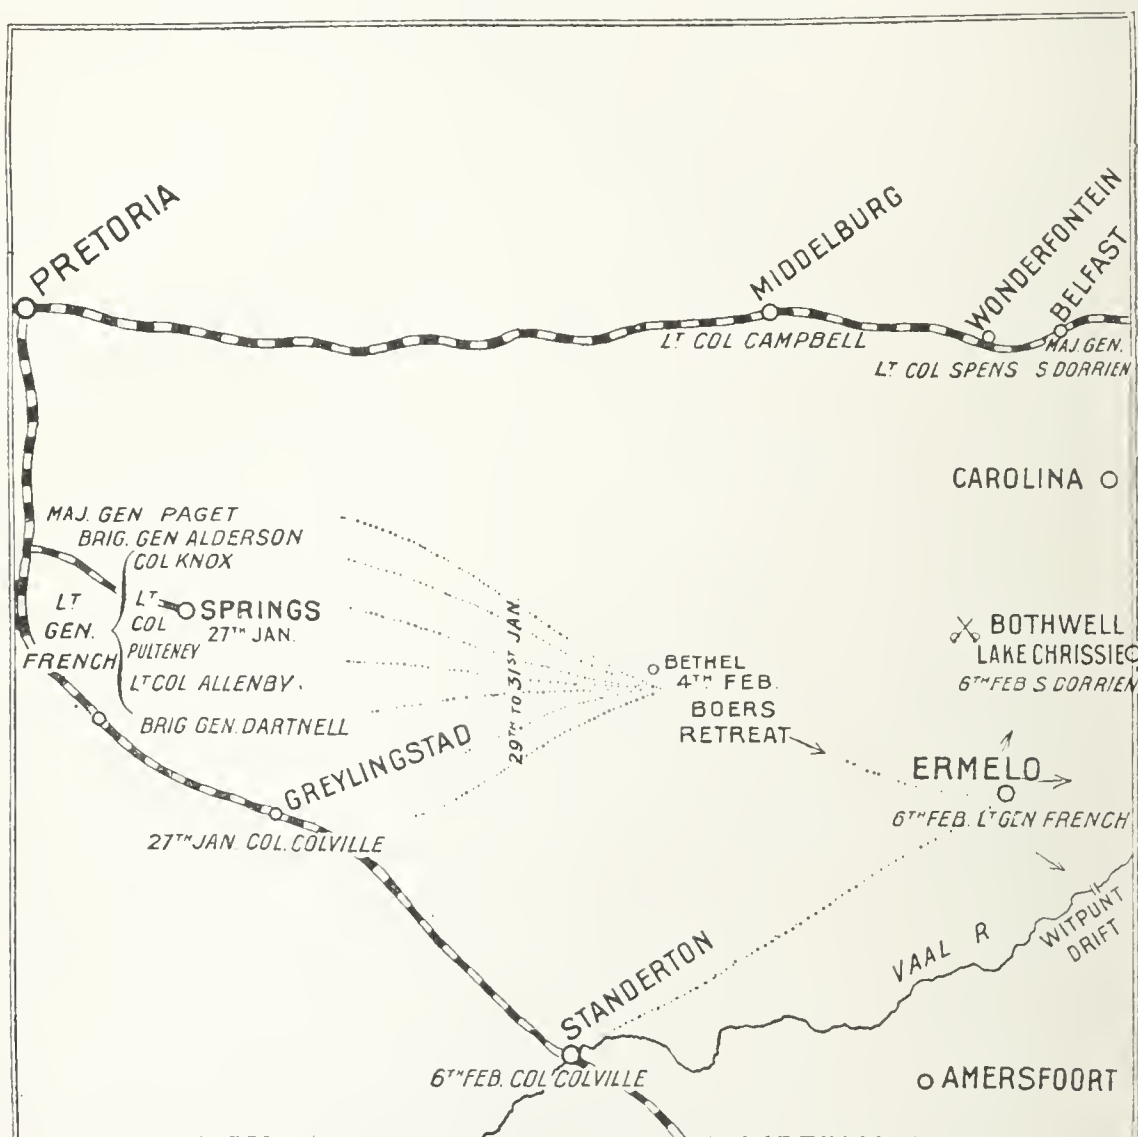 PRETORIA
MIDDELBURG
WONDERFONTEIN
BELFAST
LT COL CAMPBELL
LT COL SPENS
MAJ. GEN.
S DORRIEN
CAROLINA
MAJ. GEN PAGET
BRIG. GEN ALDERSON
COL KNOX
LT
GEN.
FRENCH
LT
COL
PULTENEY
SPRINGS
27TH JAN.
LT COL ALLENBY.
BRIG GEN. DARTNELL
29TH TO 31ST JAN.
BETHEL
4TH FEB.
BOERS
RETREAT
BOTHWELL
LAKE CHRISSIE
6TH FEB S DORRIEN
ERMELO
6TH FEB. LT GEN FRENCH
GREYLINGSTAD
27TH JAN. COL. COLVILLE
WITPUNT
DRIFT
VAAL R
STANDERTON
6TH FEB. COL COLVILLE
AMERSFOORT